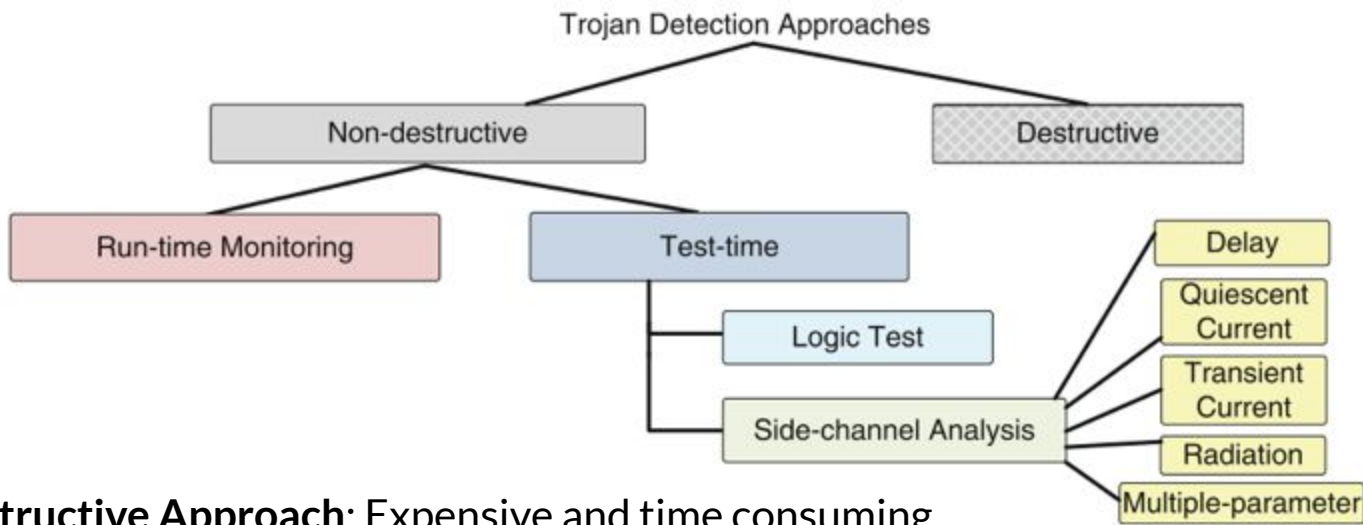 Trojan Detection Approaches
Non-destructive
Destructive
Run-time Monitoring
Test-time
Delay
Quiescent
Current
Logic Test
Transient
Current
Side-channel Analysis
Radiation
Multiple-parameter
tructive Approach: Expensive and time consuming